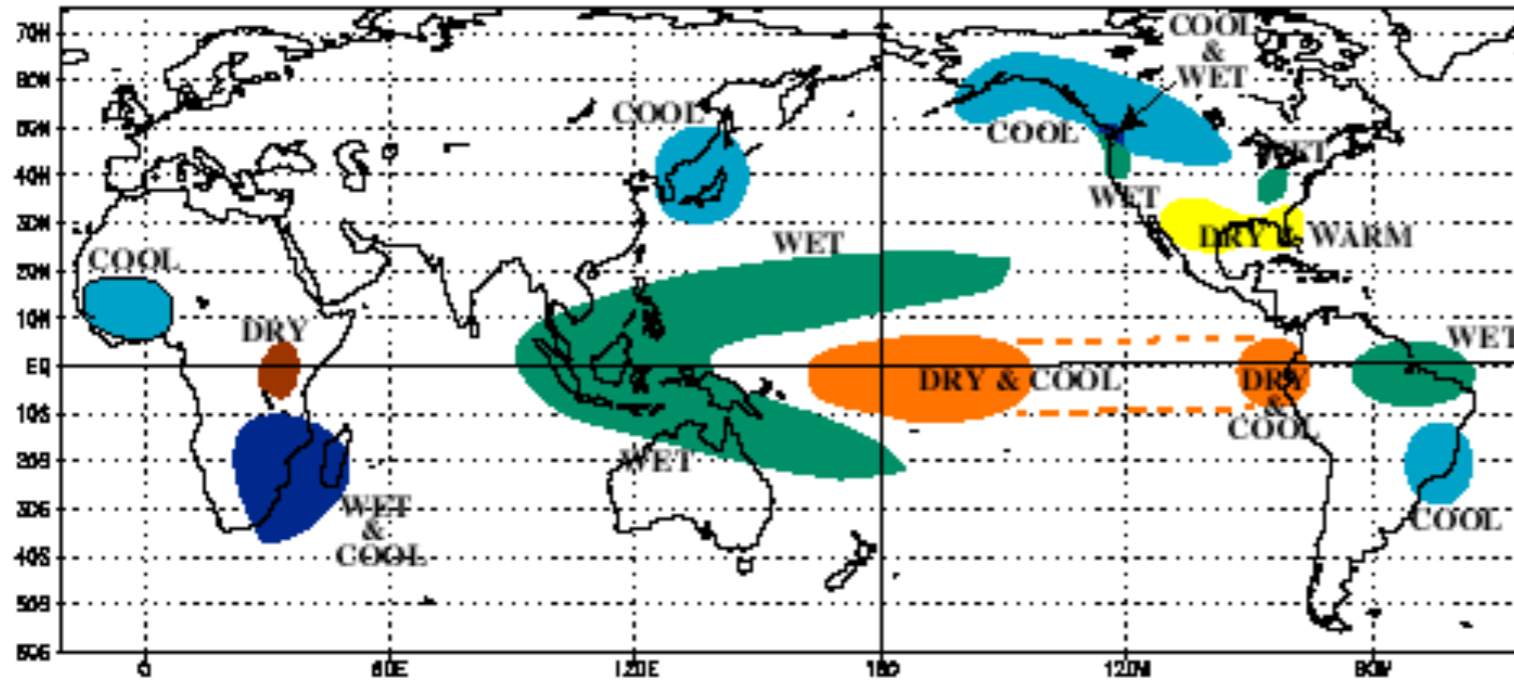 COOL
&
WET
70N
60N
COOL
COOL
50N
WET
40N
WET
30N
DRY & WARM
WET
COOL
20N
10N
DRY
WET
EQ
DRY & COOL
DRY
&
COOL
10S
WET
20S
30S
WET
&
COOL
COOL
40S
50S
60S
0
60E
120E
180
120W
60W